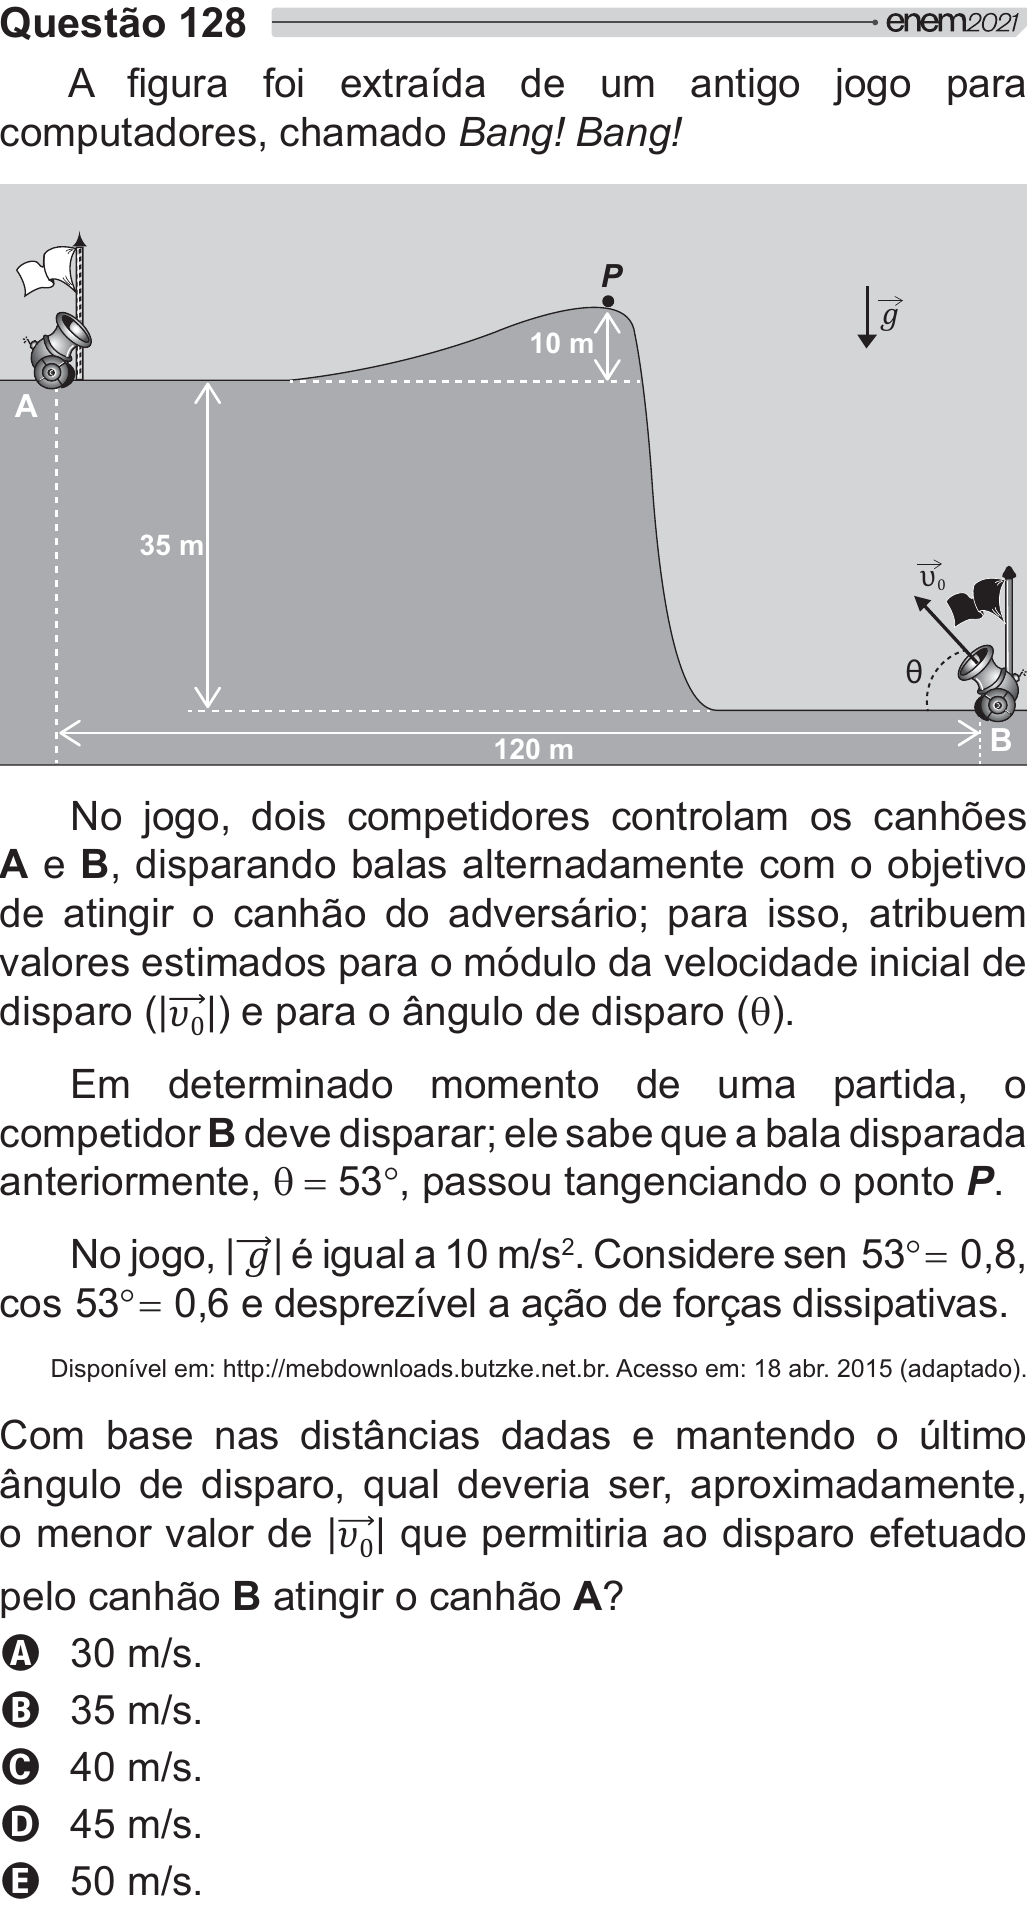 Questão 128 enem2021
A figura foi extraída de um antigo jogo para
computadores, chamado Bang! Bang!
P
10 m
g
A
35 m
υ0
θ
B
120 m
No jogo, dois competidores controlam os canhões
A e B, disparando balas alternadamente com o objetivo
de atingir o canhão do adversário; para isso, atribuem
valores estimados para o módulo da velocidade inicial de
disparo (|υ⃗₀|) e para o ângulo de disparo (θ).
Em determinado momento de uma partida, o
competidor B deve disparar; ele sabe que a bala disparada
anteriormente, θ = 53°, passou tangenciando o ponto P.
No jogo, |g⃗| é igual a 10 m/s². Considere sen 53° = 0,8,
cos 53° = 0,6 e desprezível a ação de forças dissipativas.
Disponível em: http://mebdownloads.butzke.net.br. Acesso em: 18 abr. 2015 (adaptado).
Com base nas distâncias dadas e mantendo o último
ângulo de disparo, qual deveria ser, aproximadamente,
o menor valor de |υ⃗₀| que permitiria ao disparo efetuado
pelo canhão B atingir o canhão A?
A 30 m/s.
B 35 m/s.
C 40 m/s.
D 45 m/s.
E 50 m/s.